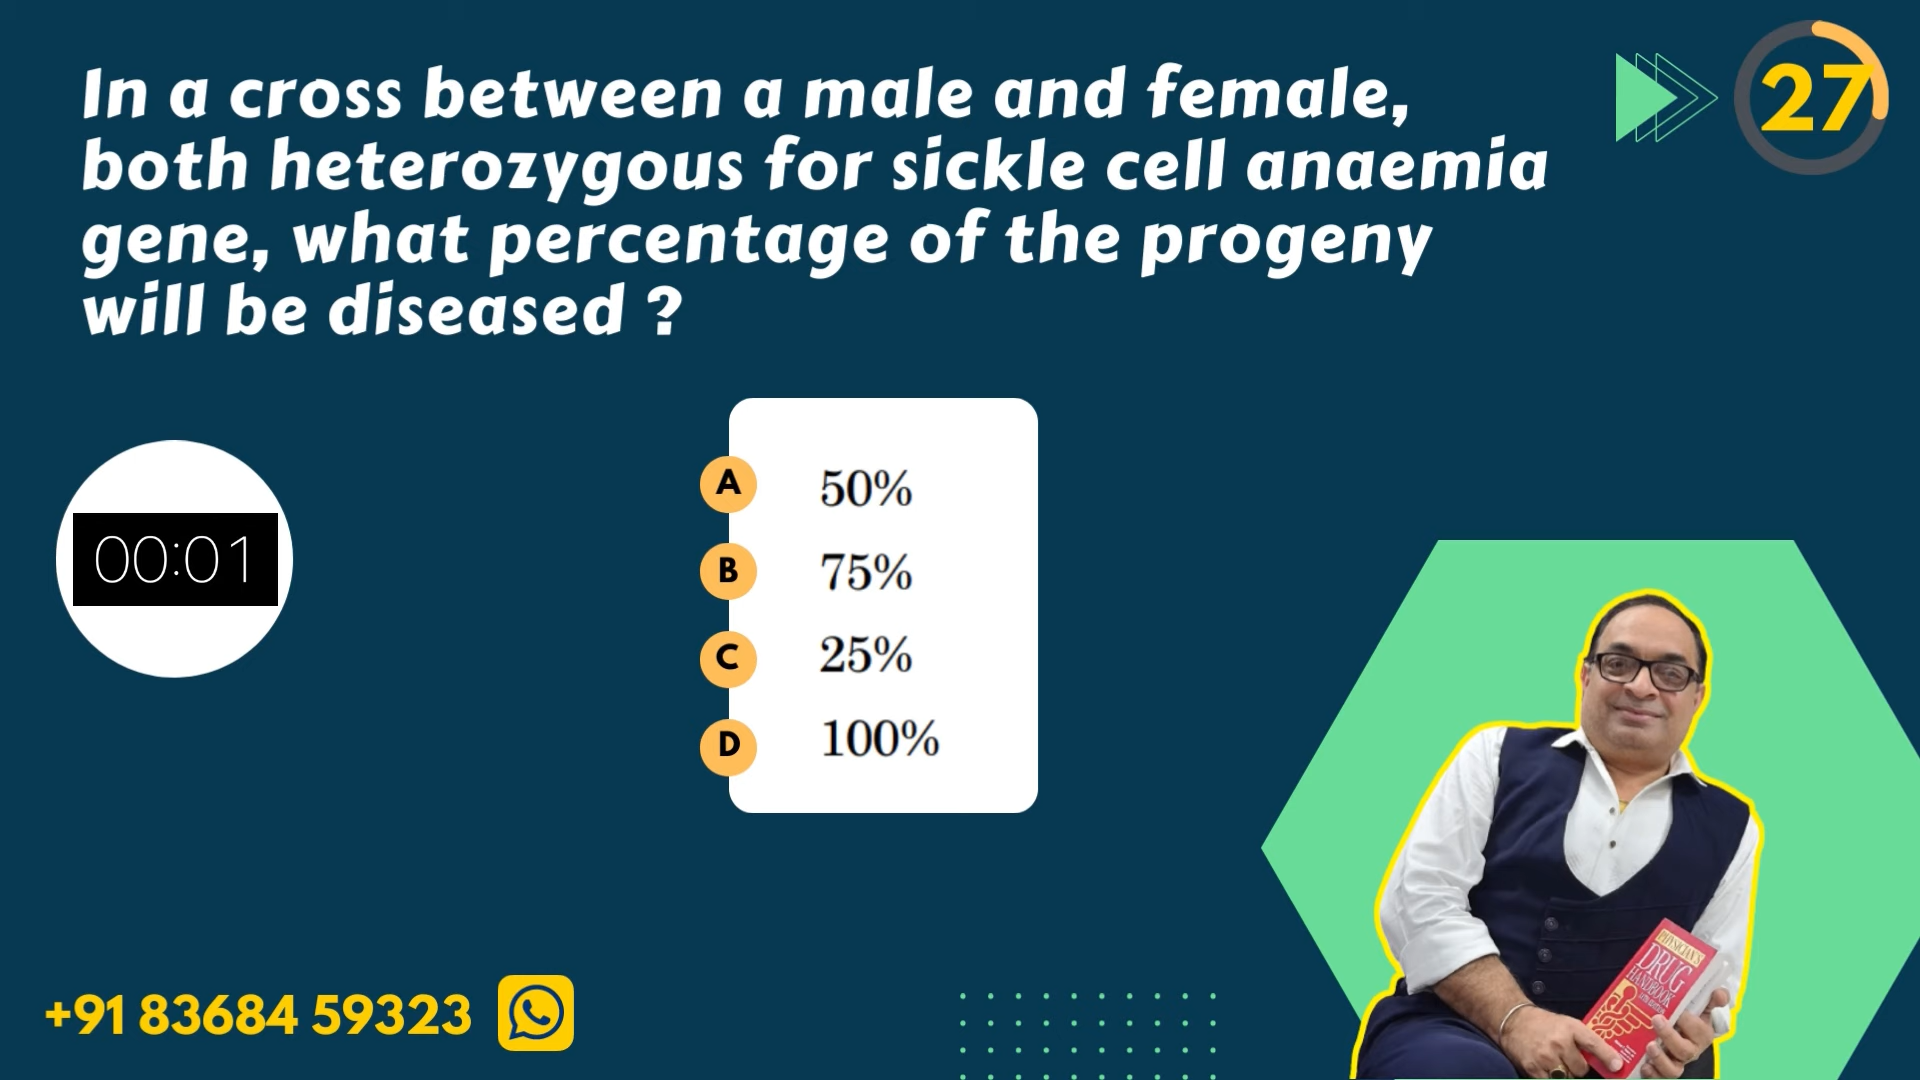 In a cross between a male and female,
both heterozygous for sickle cell anaemia
gene, what percentage of the progeny
will be diseased ?
27
00:01
A 50%
B 75%
C 25%
D 100%
PHYSICIAN'S
DRUG
HANDBOOK
+91 83684 59323